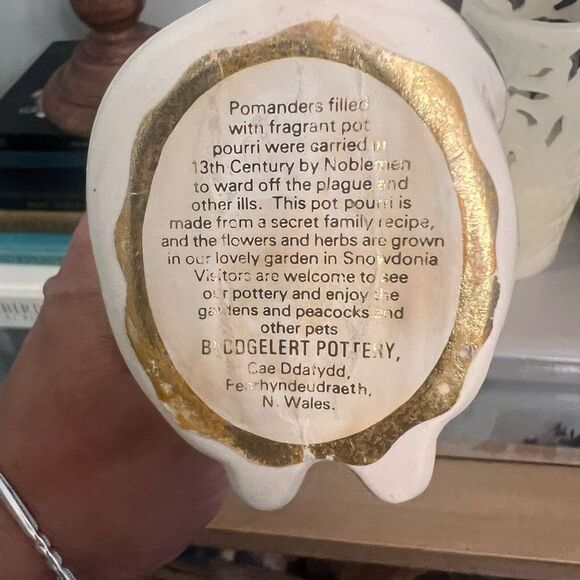 Pomanders filled
with fragrant pot
pourri were carried in
13th Century by Noblemen
to ward off the plague and
other ills. This pot pourri is
made from a secret family recipe,
and the flowers and herbs are grown
in our lovely garden in Snowdonia
Visitors are welcome to see
our pottery and enjoy the
gardens and peacocks and
other pets
BEDDGELERT POTTERY,
Cae Ddafydd,
Penrhyndeudraeth,
N. Wales.